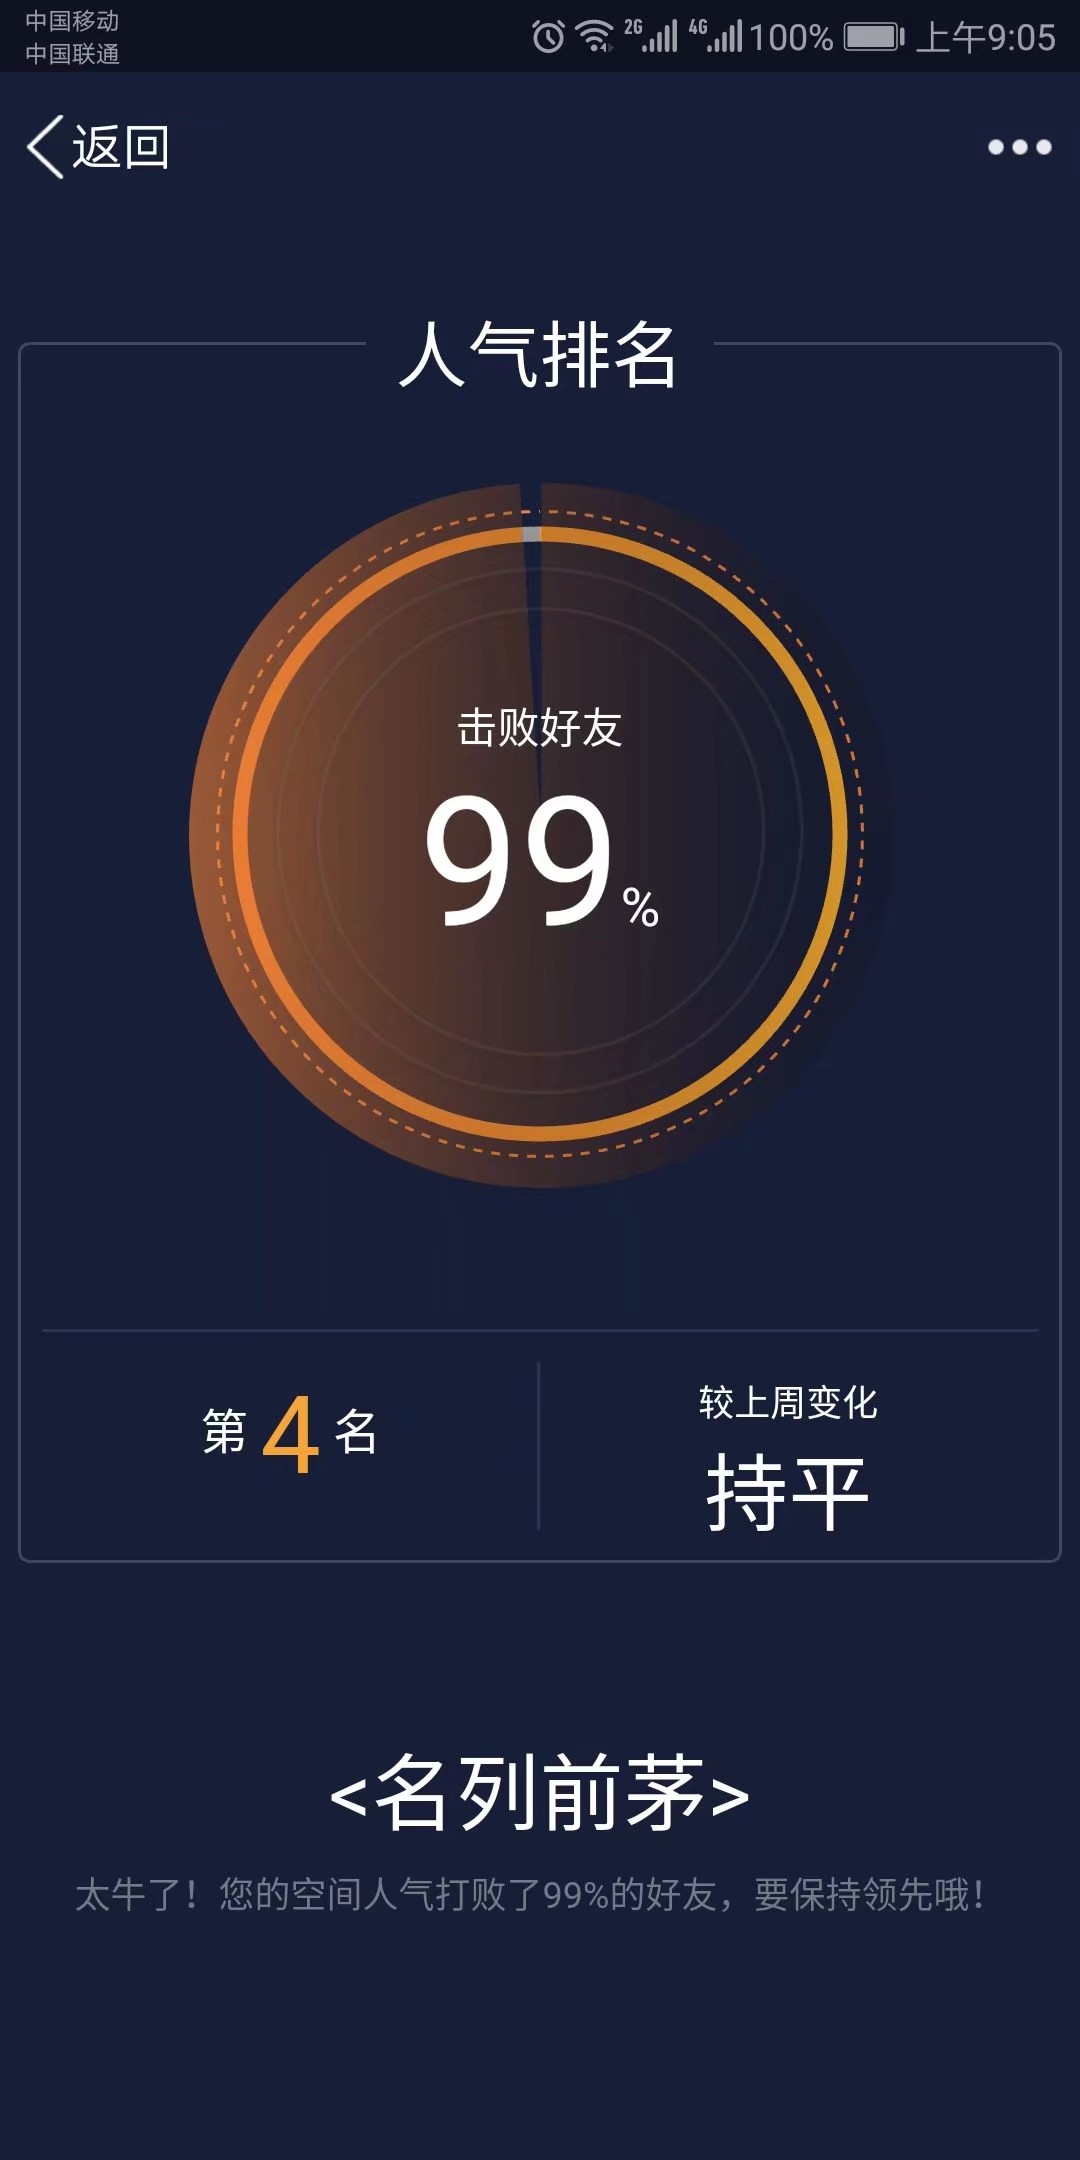 中国移动
中国联通
2G 4G 100% 上午9:05
返回
人气排名
击败好友
99%
第4名
较上周变化
持平
<名列前茅>
太牛了！您的空间人气打败了99%的好友，要保持领先哦！